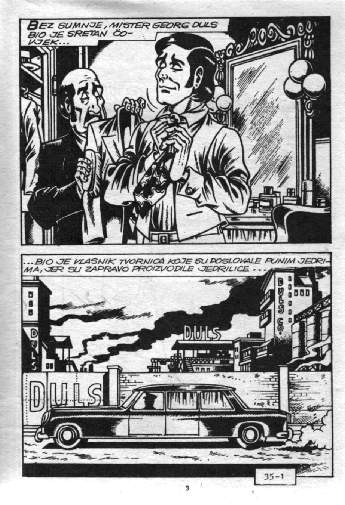 BEZ SUMNJE, MISTER GEORG DULS
BIO JE SRETAN ČO-
VJEK...
...BIO JE VLASNIK TVORNICA KOJE SU POSLOVALE PUNIM JEDRI-
MA, JER SU ZAPRAVO PROIZVODILE JEDRILICE...
DULS
DULS
DULS
DULS
35-1
3